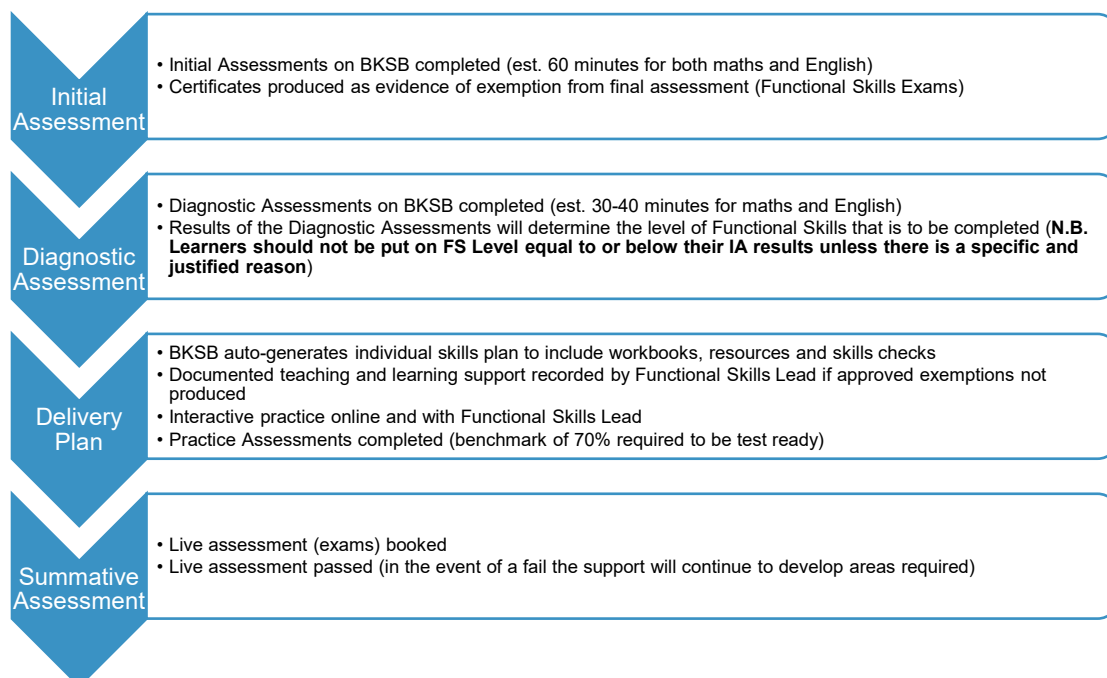 Initial
Assessment
• Initial Assessments on BKSB completed (est. 60 minutes for both maths and English)
• Certificates produced as evidence of exemption from final assessment (Functional Skills Exams)
Diagnostic
Assessment
• Diagnostic Assessments on BKSB completed (est. 30-40 minutes for maths and English)
• Results of the Diagnostic Assessments will determine the level of Functional Skills that is to be completed (N.B.
Learners should not be put on FS Level equal to or below their IA results unless there is a specific and
justified reason)
Delivery
Plan
• BKSB auto-generates individual skills plan to include workbooks, resources and skills checks
• Documented teaching and learning support recorded by Functional Skills Lead if approved exemptions not
produced
• Interactive practice online and with Functional Skills Lead
• Practice Assessments completed (benchmark of 70% required to be test ready)
Summative
Assessment
• Live assessment (exams) booked
• Live assessment passed (in the event of a fail the support will continue to develop areas required)